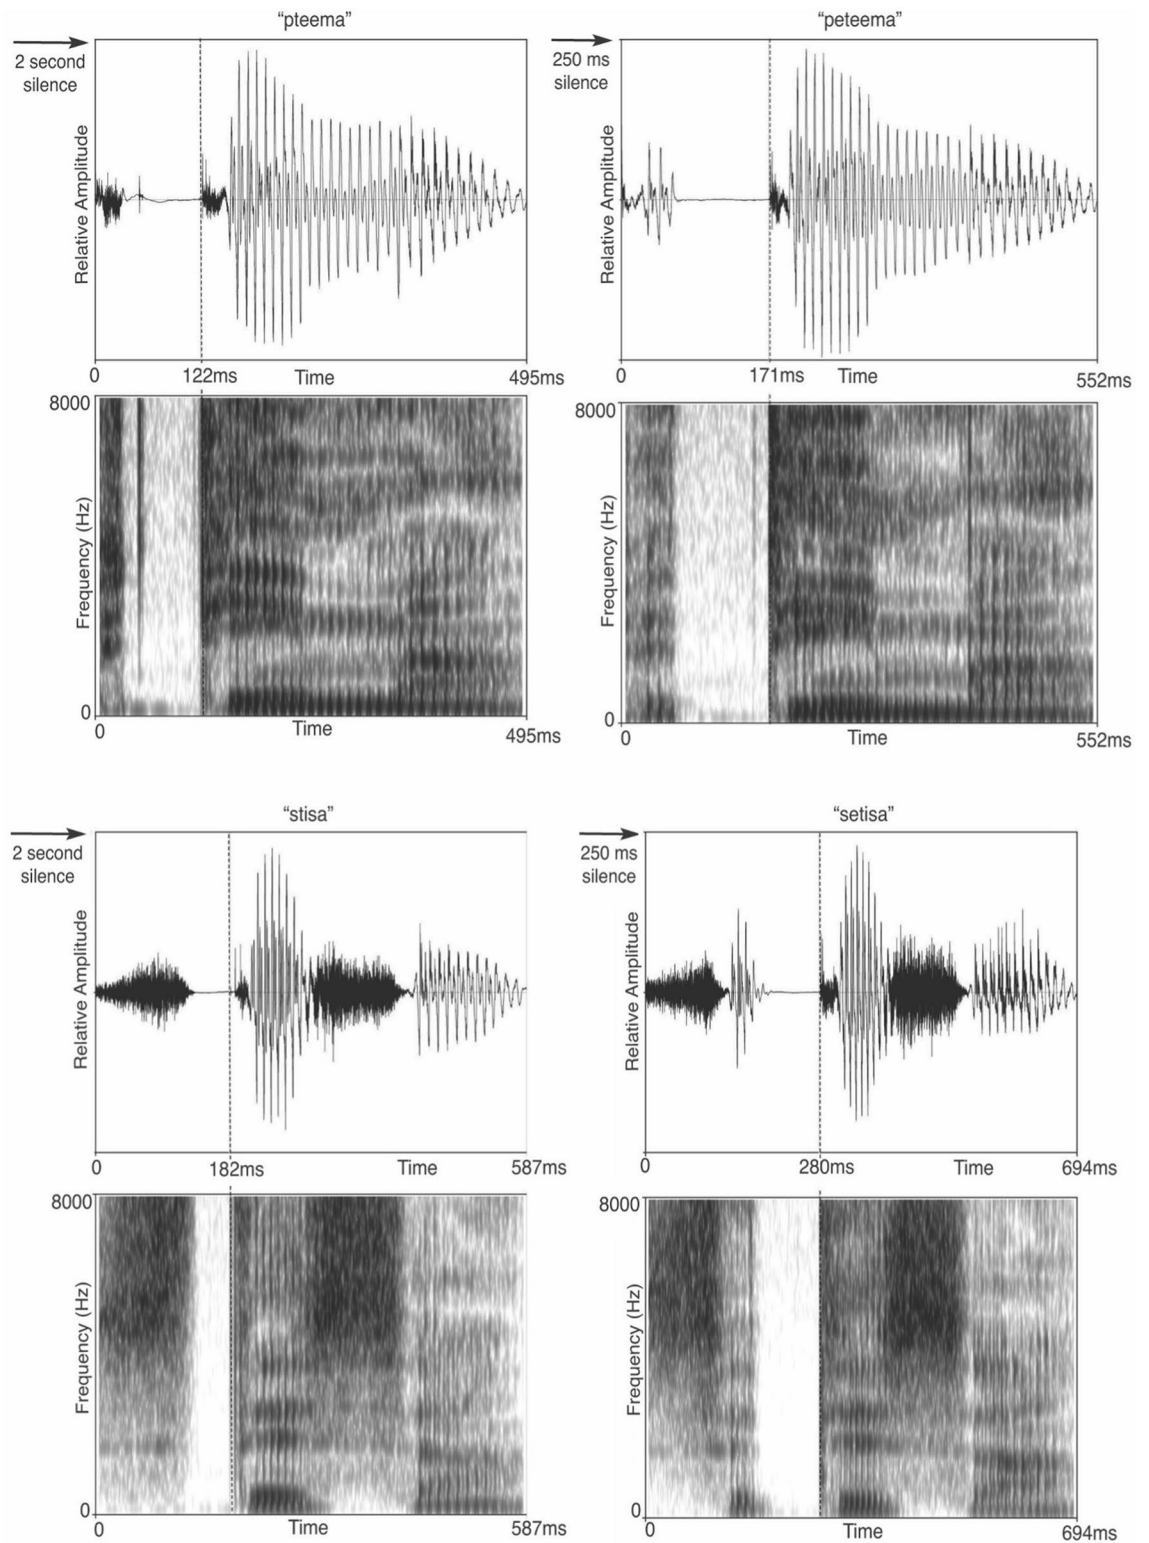 “pteema”
2 second
silence
Relative Amplitude
0 122ms Time 495ms
8000
Frequency (Hz)
0
0 Time 495ms
“peteema”
250 ms
silence
Relative Amplitude
0 171ms Time 552ms
8000
Frequency (Hz)
0
0 Time 552ms
“stisa”
2 second
silence
Relative Amplitude
0 182ms Time 587ms
8000
Frequency (Hz)
0
0 Time 587ms
“setisa”
250 ms
silence
Relative Amplitude
0 280ms Time 694ms
8000
Frequency (Hz)
0
0 Time 694ms